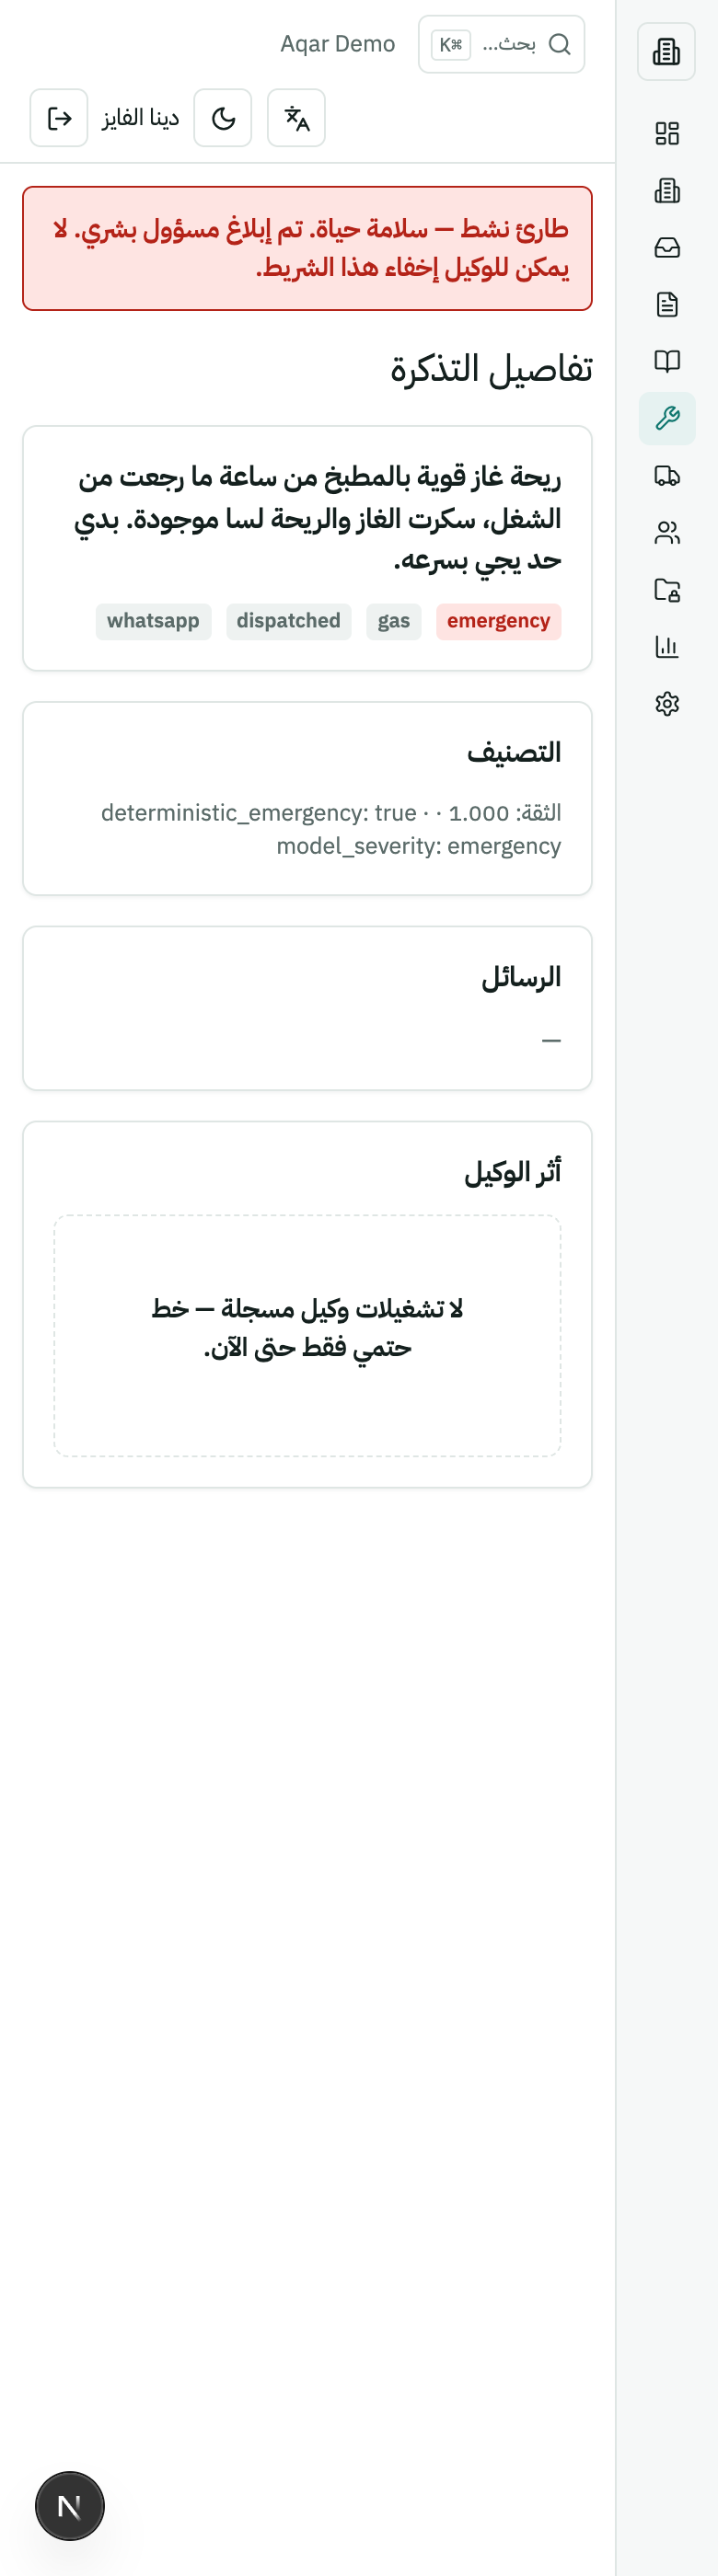 بحث...
⌘K
Aqar Demo
دينا الفايز
طارئ نشط — سلامة حياة. تم إبلاغ مسؤول بشري. لا
يمكن للوكيل إخفاء هذا الشريط.
تفاصيل التذكرة
ريحة غاز قوية بالمطبخ من ساعة ما رجعت من
الشغل، سكرت الغاز والريحة لسا موجودة. بدي
حد يجي بسرعه.
emergency
gas
dispatched
whatsapp
التصنيف
الثقة: 1.000 · · deterministic_emergency: true
model_severity: emergency
الرسائل
—
أثر الوكيل
لا تشغيلات وكيل مسجلة — خط
حتمي فقط حتى الآن.
N